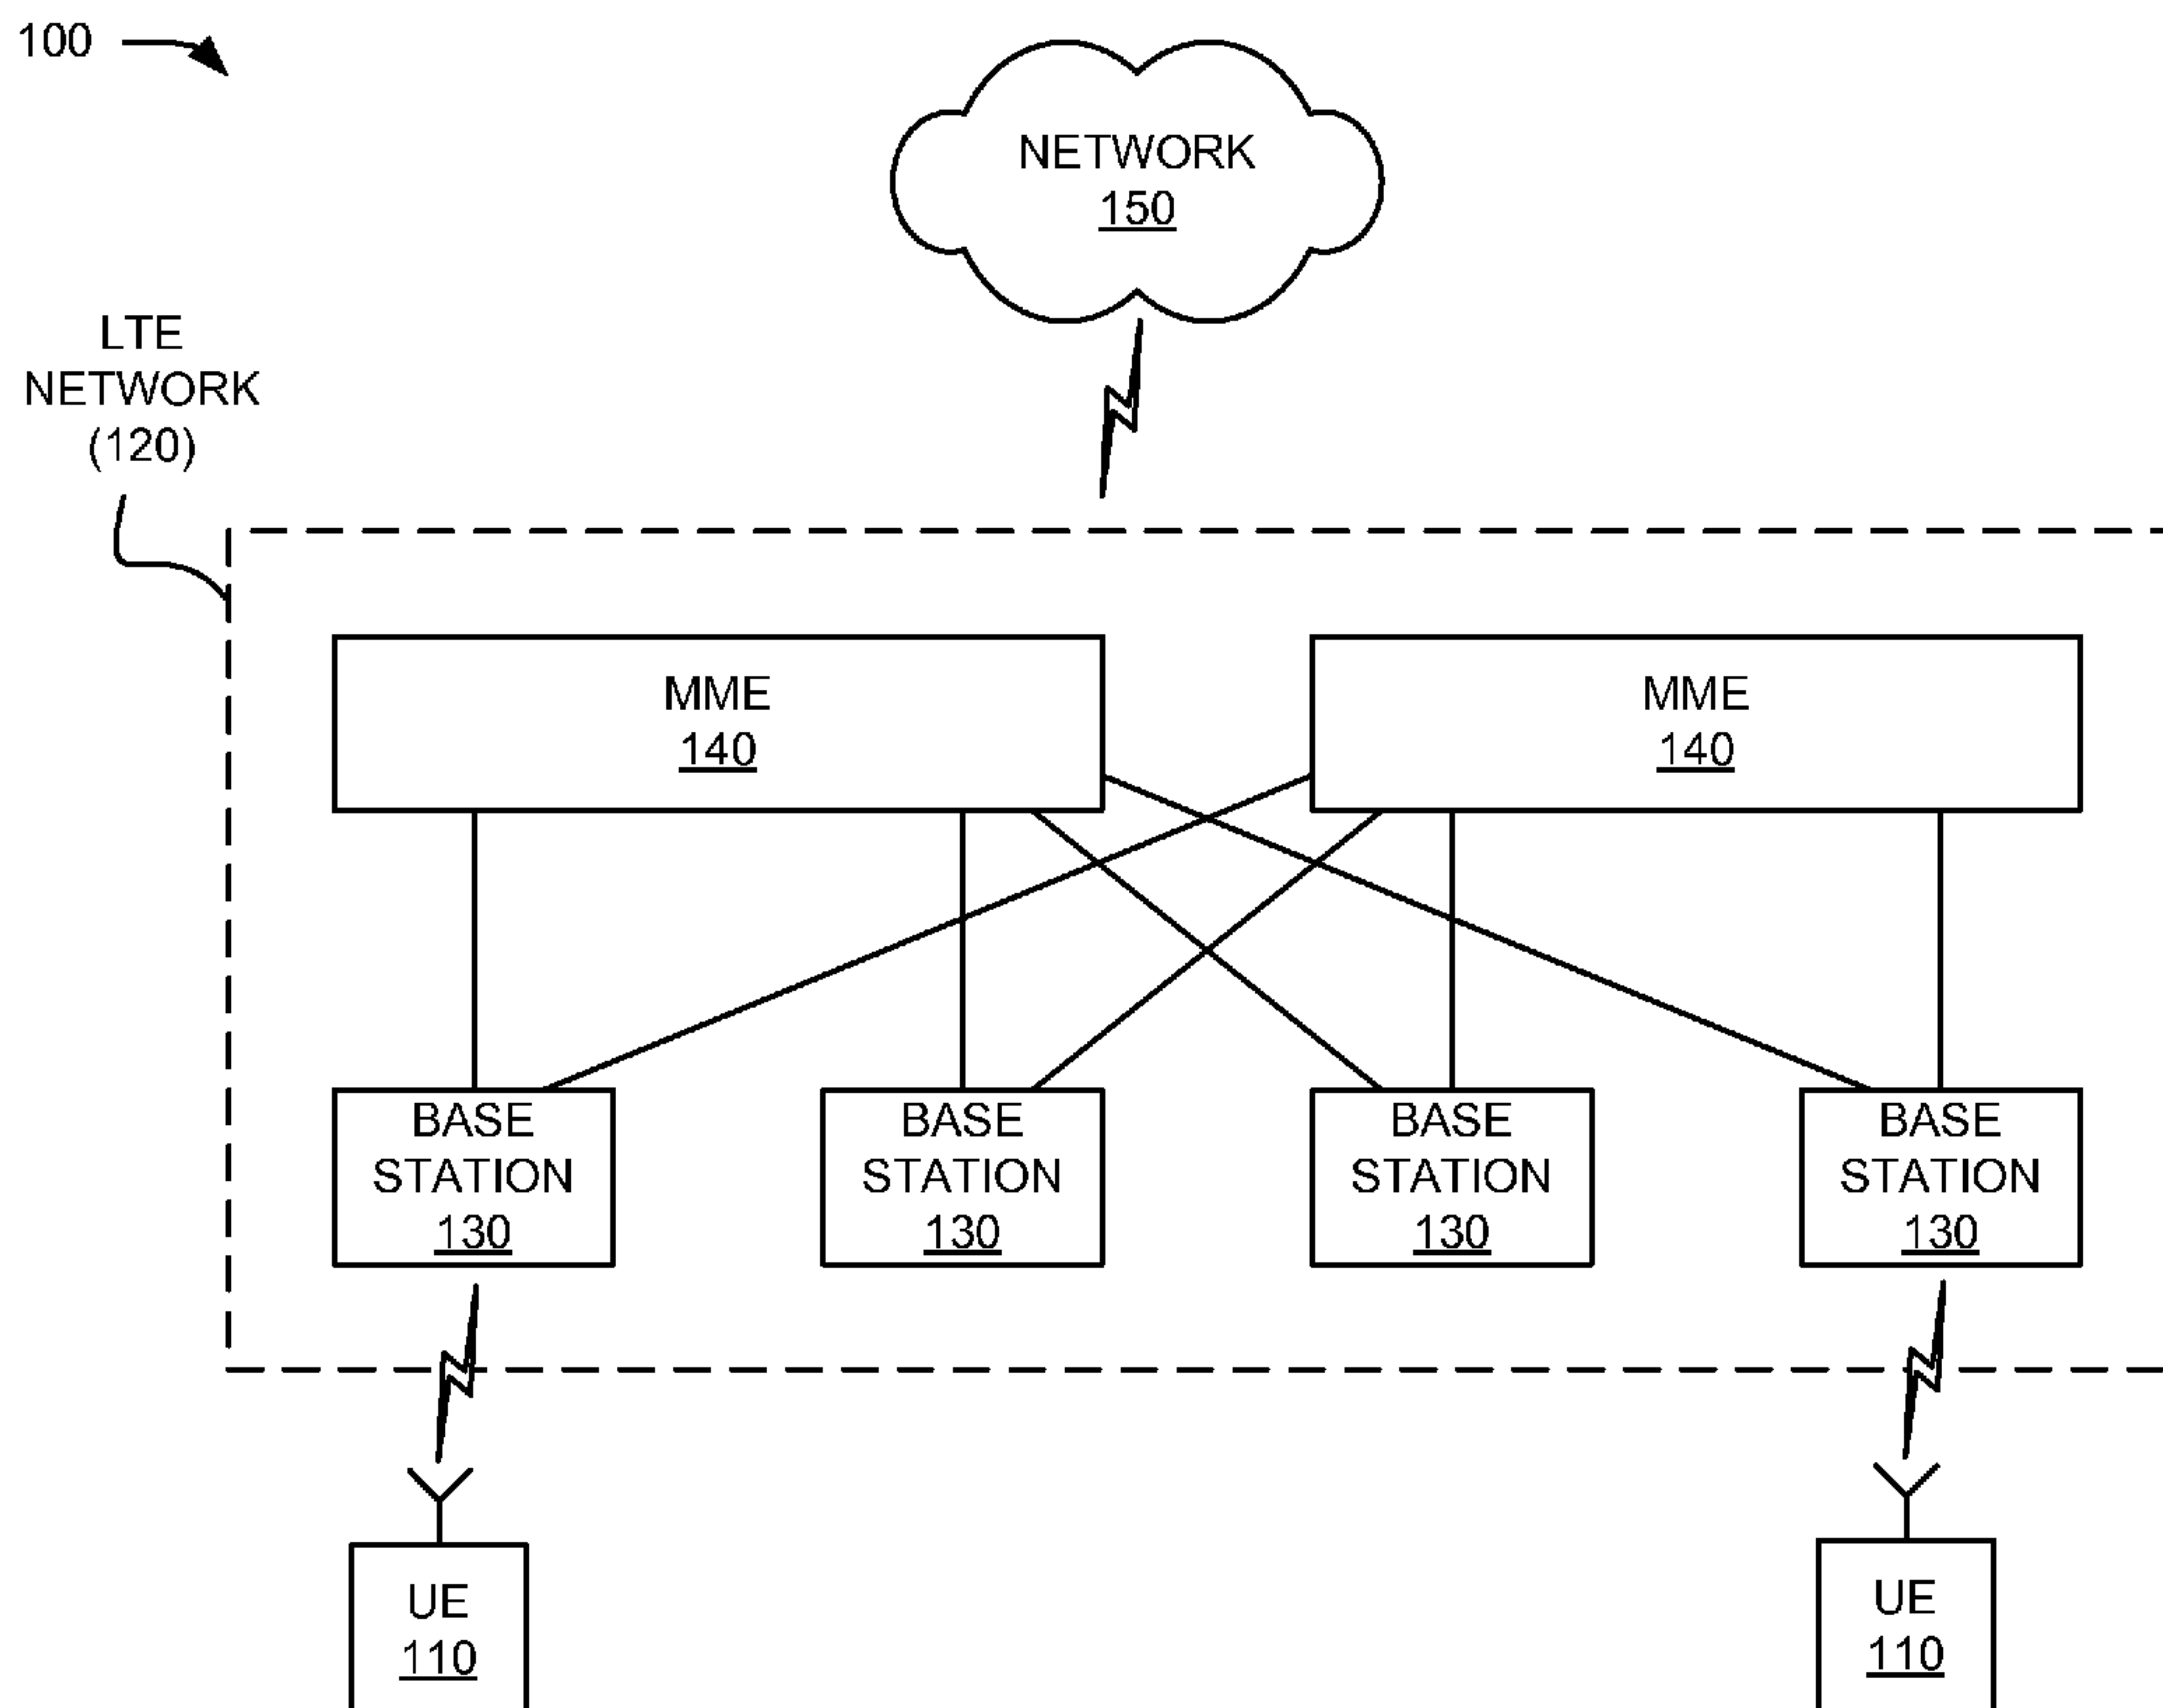 100
NETWORK
150
LTE
NETWORK
(120)
MME
140
MME
140
BASE
STATION
130
BASE
STATION
130
BASE
STATION
130
BASE
STATION
130
UE
110
UE
110